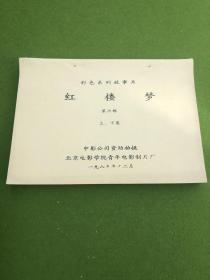 彩色系列故事片
红楼梦
第六部
上、下集
中影公司资助拍摄
北京电影学院青年电影制片厂
一九八年十二月